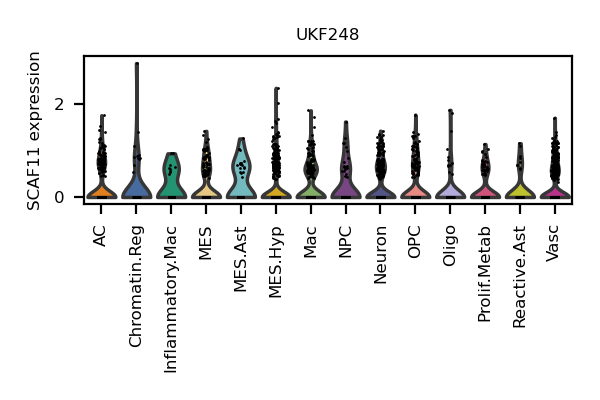 UKF248
SCAF11 expression
2
0
AC
Chromatin.Reg
Inflammatory.Mac
MES
MES.Ast
MES.Hyp
Mac
NPC
Neuron
OPC
Oligo
Prolif.Metab
Reactive.Ast
Vasc